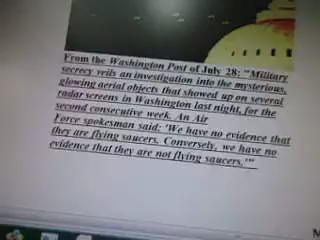 From the Washington Post of July 28: "Military
secrecy veils an investigation into the mysterious,
glowing aerial objects that showed up on several
radar screens in Washington last night, for the
second consecutive week. An Air
Force spokesman said: 'We have no evidence that
they are flying saucers. Conversely, we have no
evidence that they are not flying saucers.'"
M